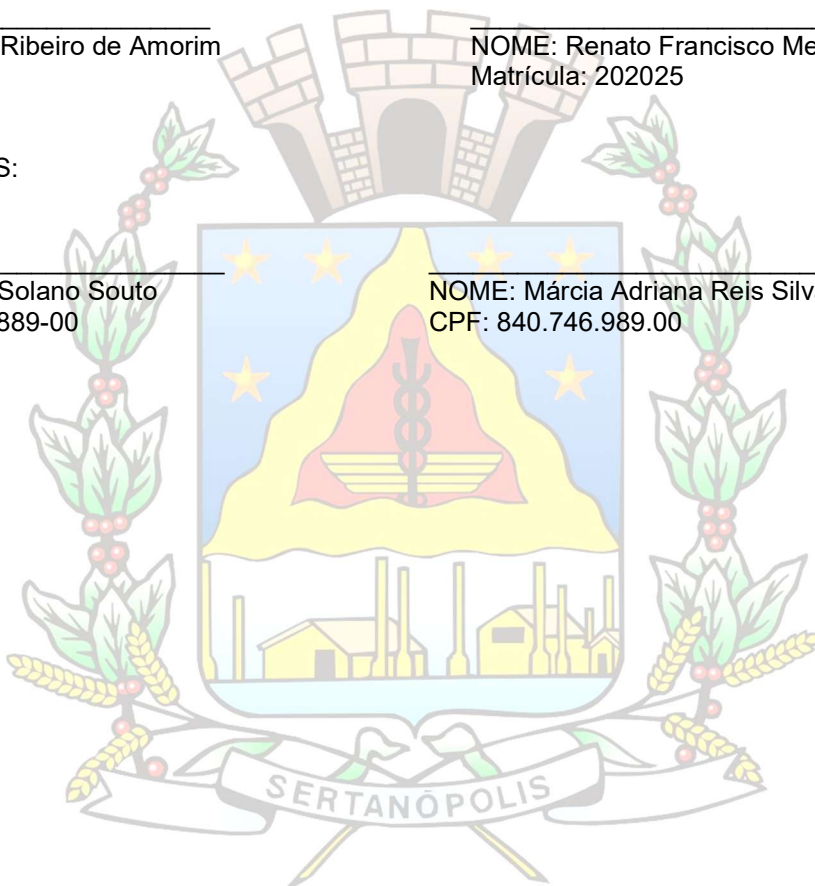 Ribeiro de Amorim
NOME: Renato Francisco Me
Matrícula: 202025
S:
Solano Souto
NOME: Márcia Adriana Reis Silv
889-00
CPF: 840.746.989.00
SERTANÓPOLIS